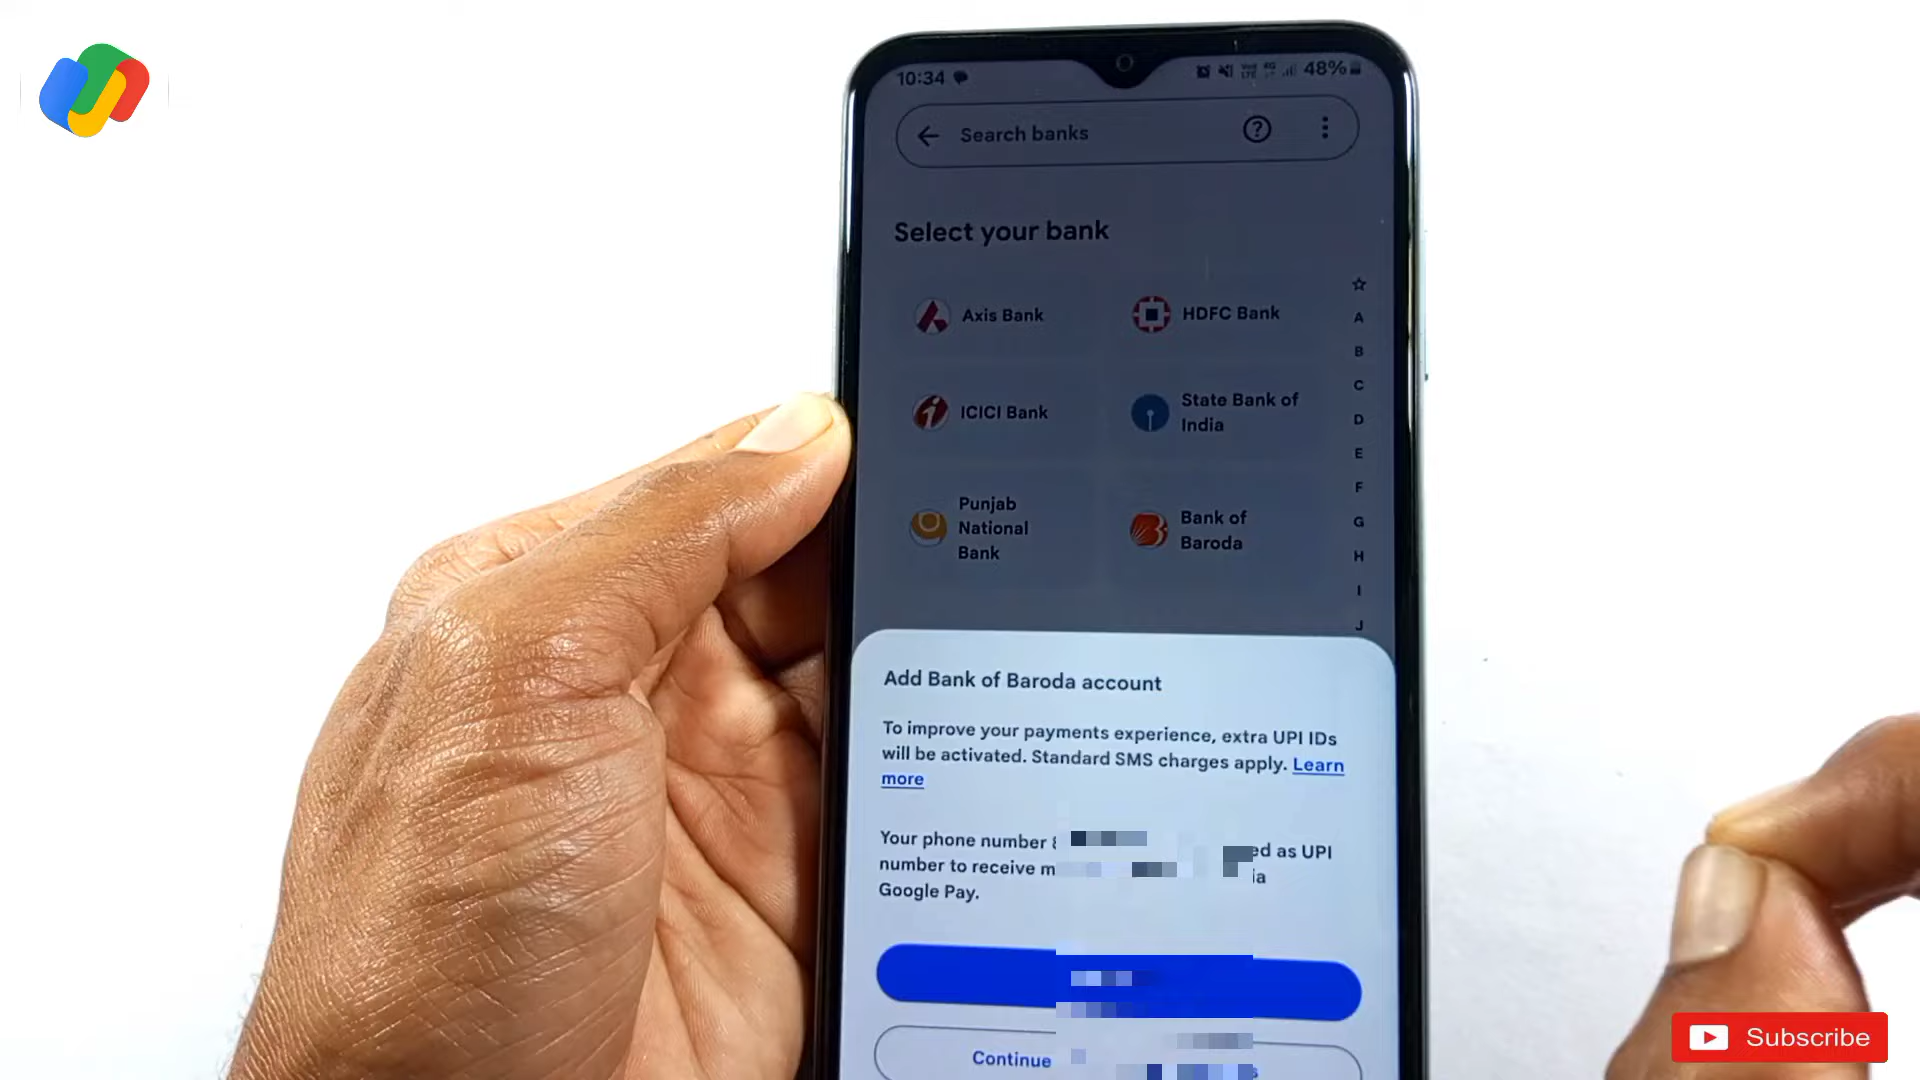 10:34
48%
Search banks
Select your bank
Axis Bank
HDFC Bank
ICICI Bank
State Bank of
India
Punjab
National
Bank
Bank of
Baroda
A
B
C
D
E
F
G
H
I
J
Add Bank of Baroda account
To improve your payments experience, extra UPI IDs
will be activated. Standard SMS charges apply. Learn
more
Your phone number as UPI
number to receive
Google Pay.
Continue
Subscribe